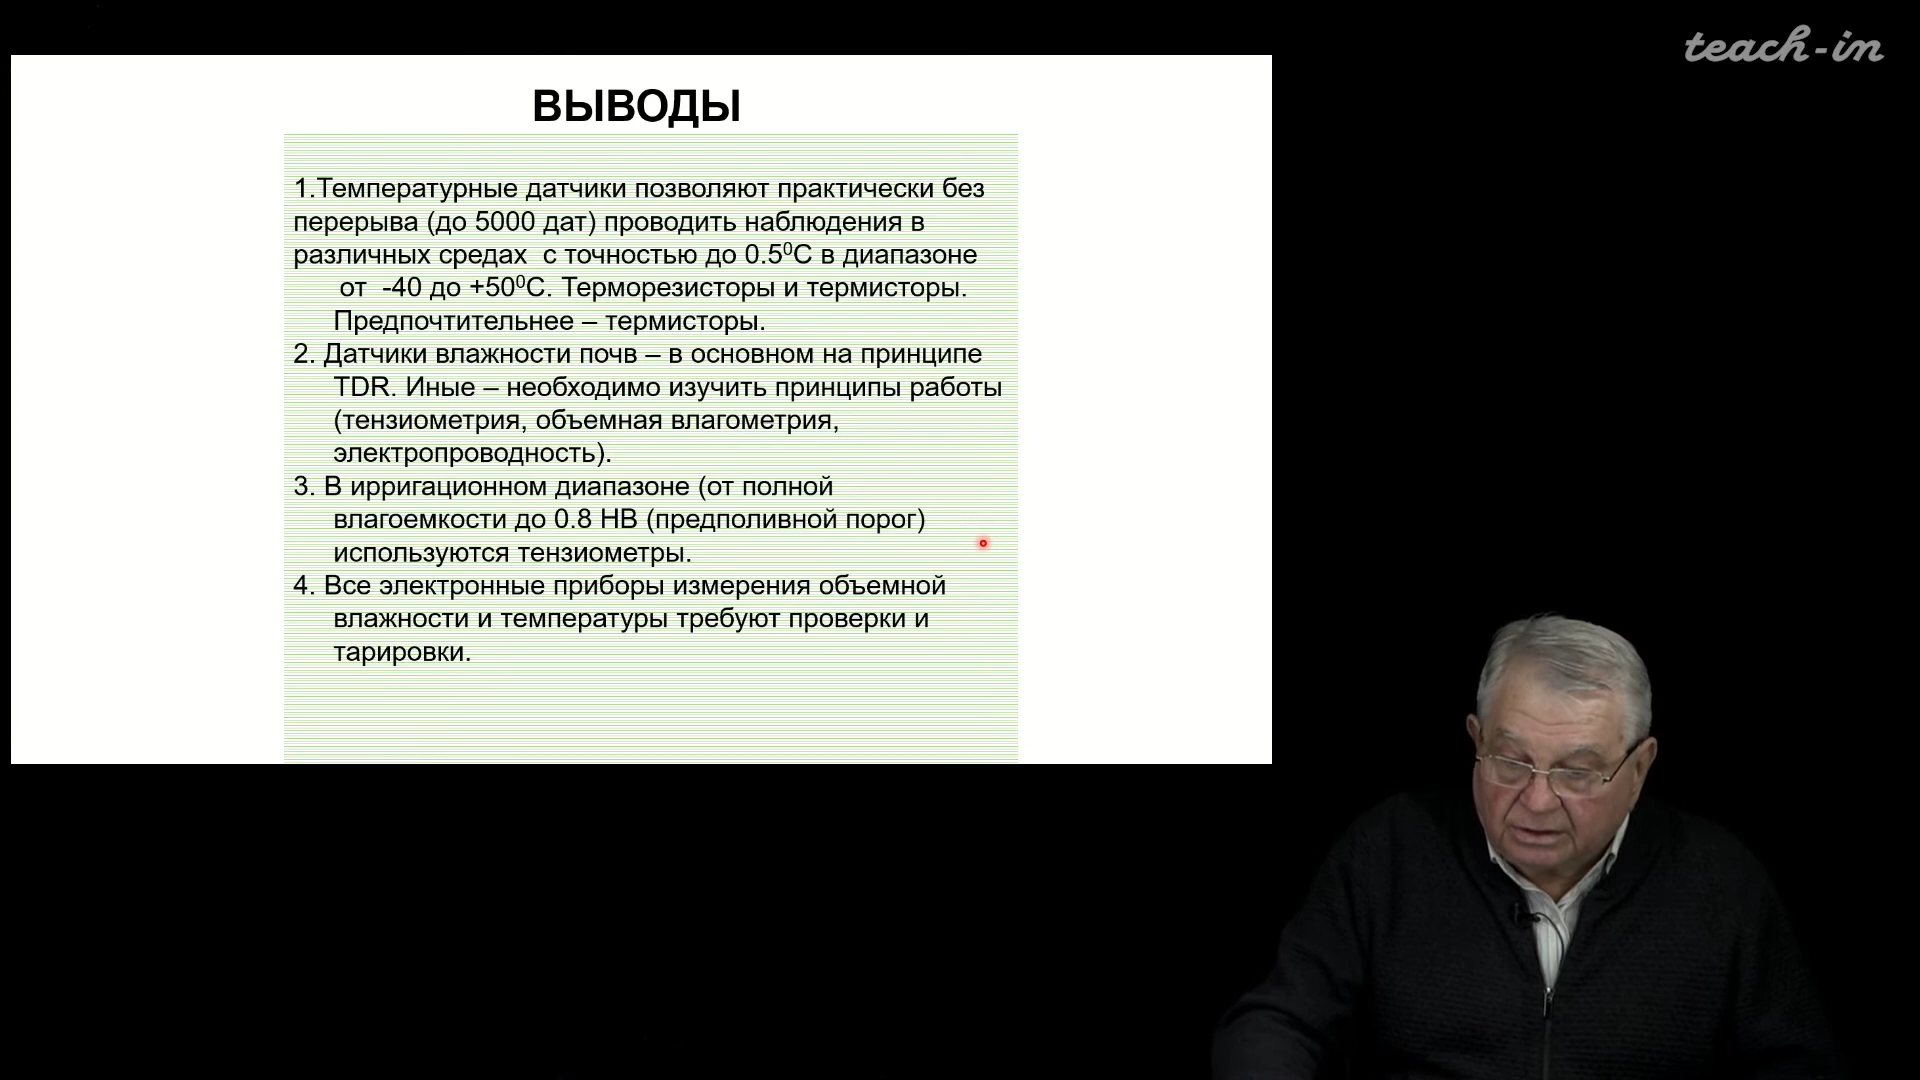 teach-in
ВЫВОДЫ
1.Температурные датчики позволяют практически без
перерыва (до 5000 дат) проводить наблюдения в
различных средах с точностью до 0.5⁰С в диапазоне
от -40 до +50⁰С. Терморезисторы и термисторы.
Предпочтительнее – термисторы.
2. Датчики влажности почв – в основном на принципе
TDR. Иные – необходимо изучить принципы работы
(тензиометрия, объемная влагометрия,
электропроводность).
3. В ирригационном диапазоне (от полной
влагоемкости до 0.8 НВ (предполивной порог)
используются тензиометры.
4. Все электронные приборы измерения объемной
влажности и температуры требуют проверки и
тарировки.